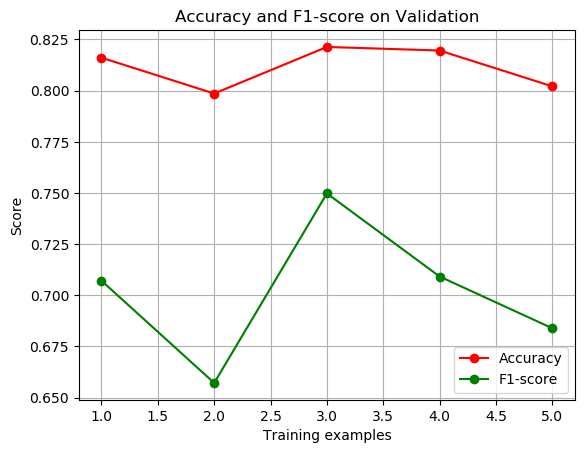 Accuracy and F1-score on Validation
0.825
0.800
0.775
0.750
0.725
0.700
0.675
0.650
Score
1.0 1.5 2.0 2.5 3.0 3.5 4.0 4.5 5.0
Training examples
Accuracy
F1-score